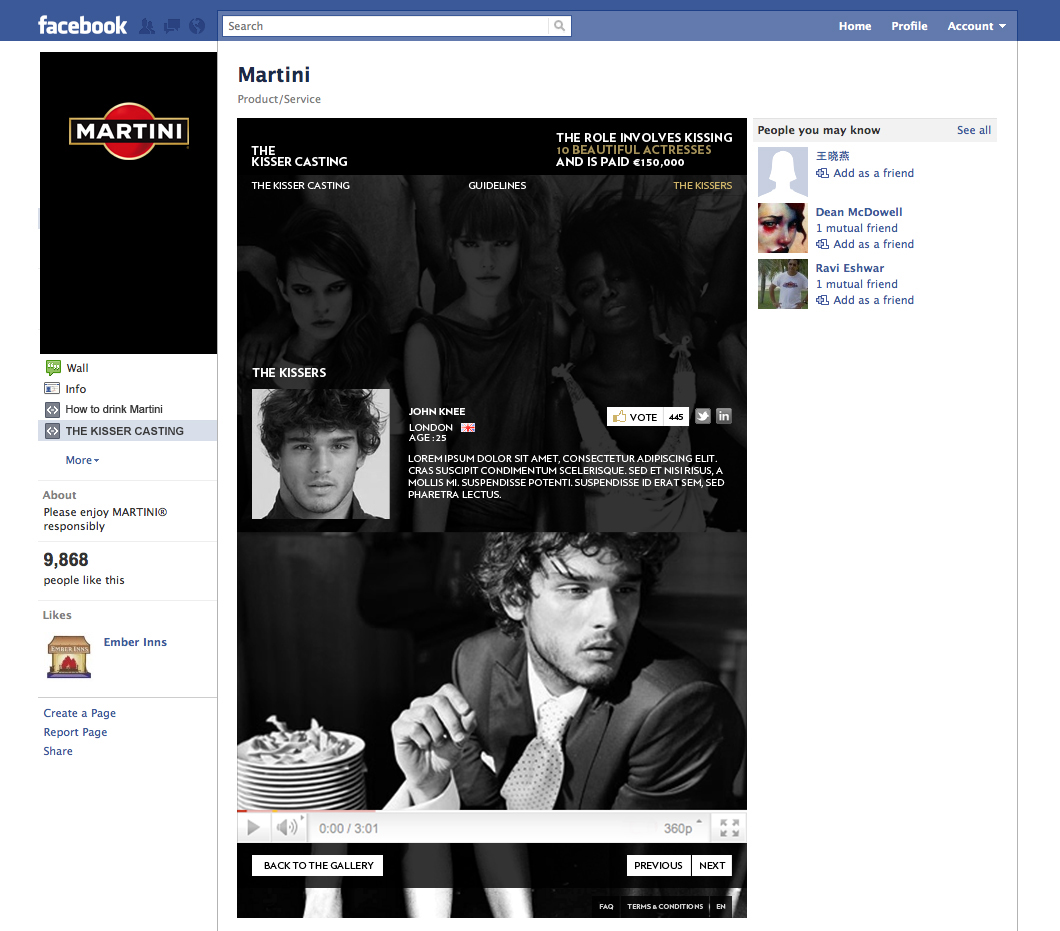 facebook
Search
Home
Profile
Account
MARTINI
Wall
Info
How to drink Martini
THE KISSER CASTING
More
About
Please enjoy MARTINI®
responsibly
9,868
people like this
Likes
EMBER INNS
Ember Inns
Create a Page
Report Page
Share
Martini
Product/Service
THE
KISSER CASTING
THE ROLE INVOLVES KISSING
10 BEAUTIFUL ACTRESSES
AND IS PAID €150,000
THE KISSER CASTING
GUIDELINES
THE KISSERS
THE KISSERS
JOHN KNEE
LONDON
AGE : 25
VOTE
445
in
LOREM IPSUM DOLOR SIT AMET, CONSECTETUR ADIPISCING ELIT.
CRAS SUSCIPIT CONDIMENTUM SCELERISQUE. SED ET NISI RISUS, A
MOLLIS MI. SUSPENDISSE POTENTI. SUSPENDISSE ID ERAT SEM, SED
PHARETRA LECTUS.
0:00 / 3:01
360p
BACK TO THE GALLERY
PREVIOUS
NEXT
FAQ
TERMS & CONDITIONS
EN
People you may know
See all
王晓燕
Add as a friend
Dean McDowell
1 mutual friend
Add as a friend
Ravi Eshwar
1 mutual friend
Add as a friend